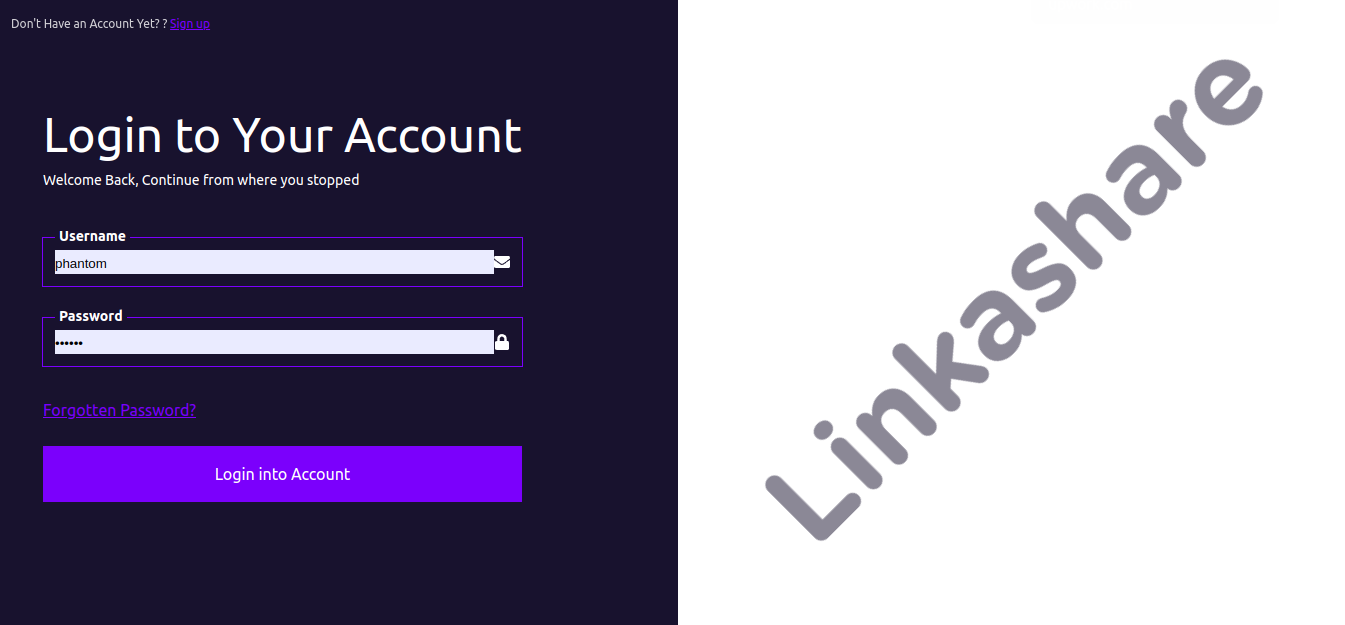 Don't Have an Account Yet? ? Sign up
Login to Your Account
Welcome Back, Continue from where you stopped
Username
phantom
Password
••••••
Forgotten Password?
Login into Account
Linkashare